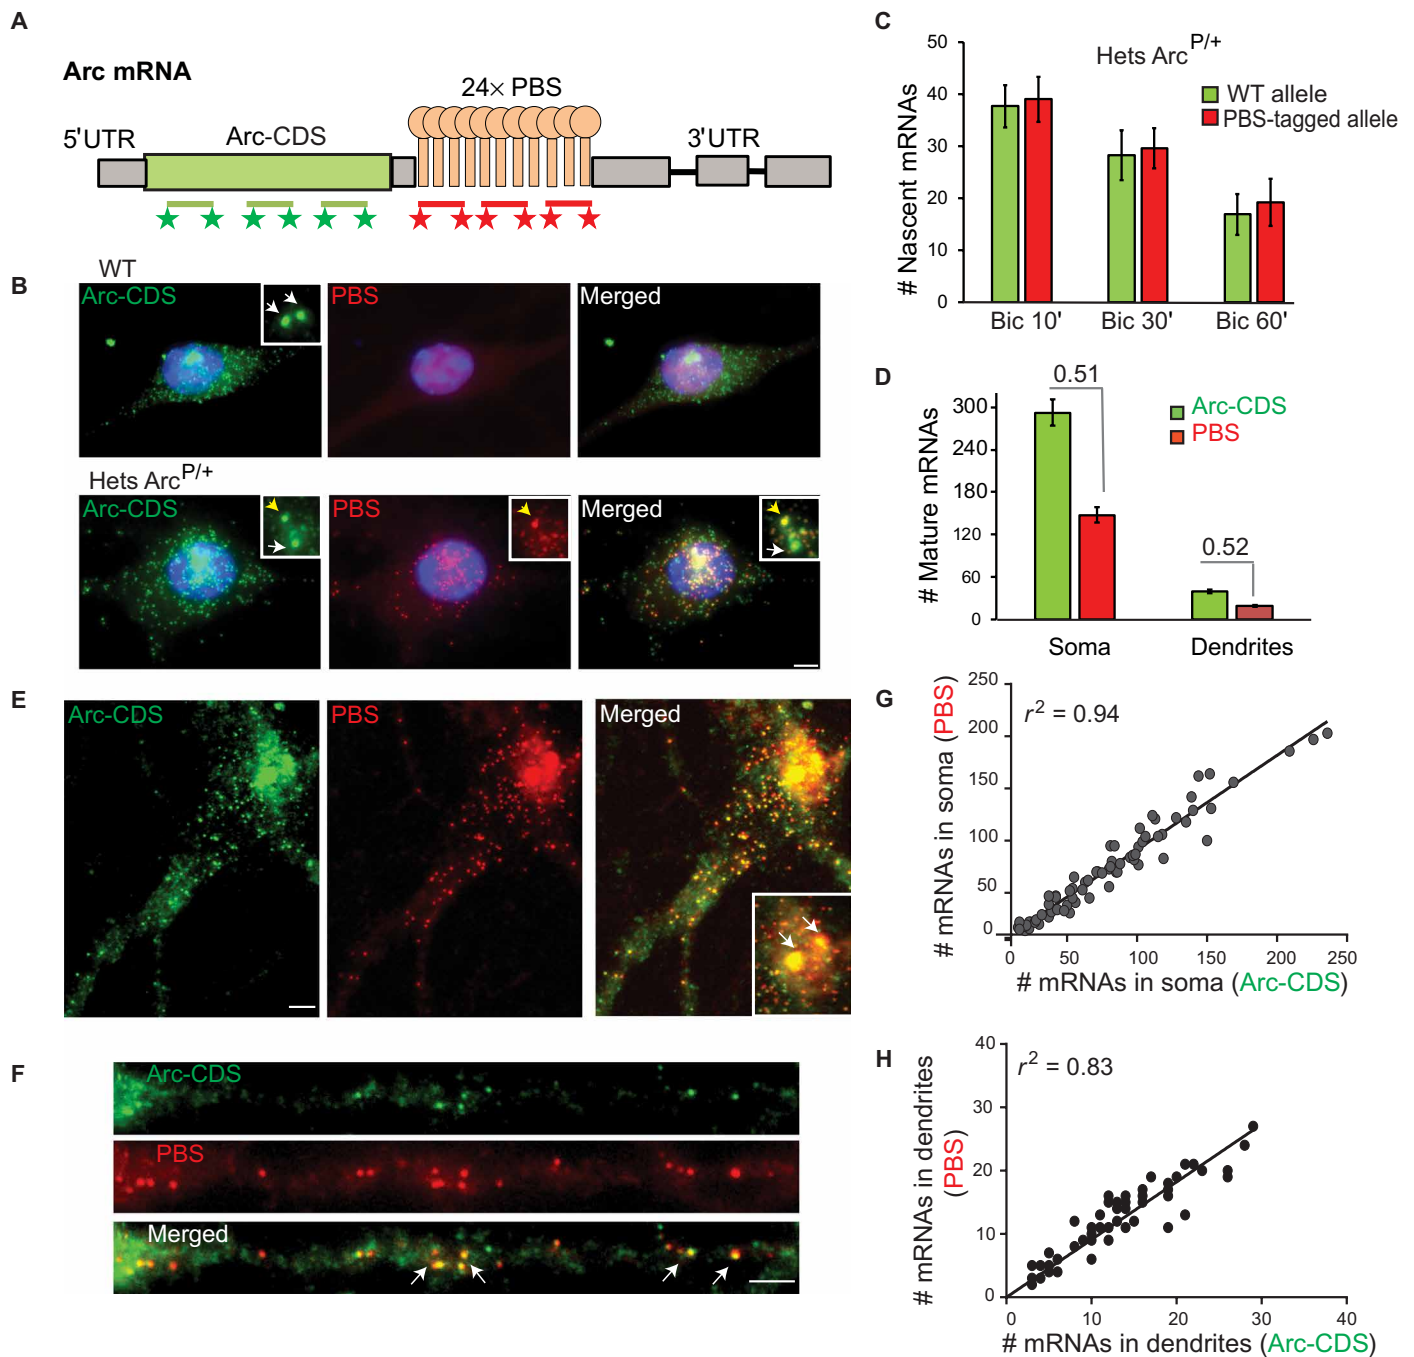 A
Arc mRNA
5'UTR
Arc-CDS
24× PBS
3'UTR
B
WT
Arc-CDS
PBS
Merged
Hets Arc^P/+
Arc-CDS
PBS
Merged
C
Hets Arc^P/+
WT allele
PBS-tagged allele
# Nascent mRNAs
50
40
30
20
10
0
Bic 10'
Bic 30'
Bic 60'
D
0.51
0.52
Arc-CDS
PBS
# Mature mRNAs
300
240
180
120
60
0
Soma
Dendrites
E
Arc-CDS
PBS
Merged
F
Arc-CDS
PBS
Merged
G
r² = 0.94
# mRNAs in soma (PBS)
250
200
150
100
50
0
0
50
100
150
200
250
# mRNAs in soma (Arc-CDS)
H
r² = 0.83
# mRNAs in dendrites
(PBS)
40
30
20
10
0
0
10
20
30
40
# mRNAs in dendrites (Arc-CDS)